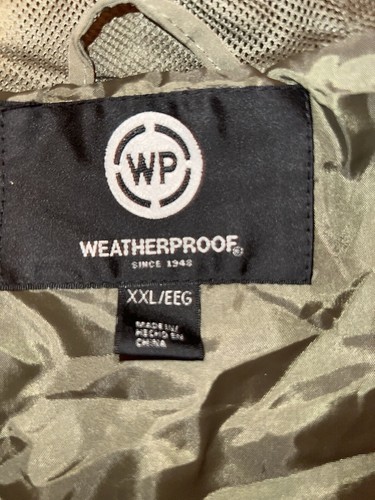 WP
WEATHERPROOF®
SINCE 1948
XXL/EEG
MADE IN/
HECHO EN
CHINA